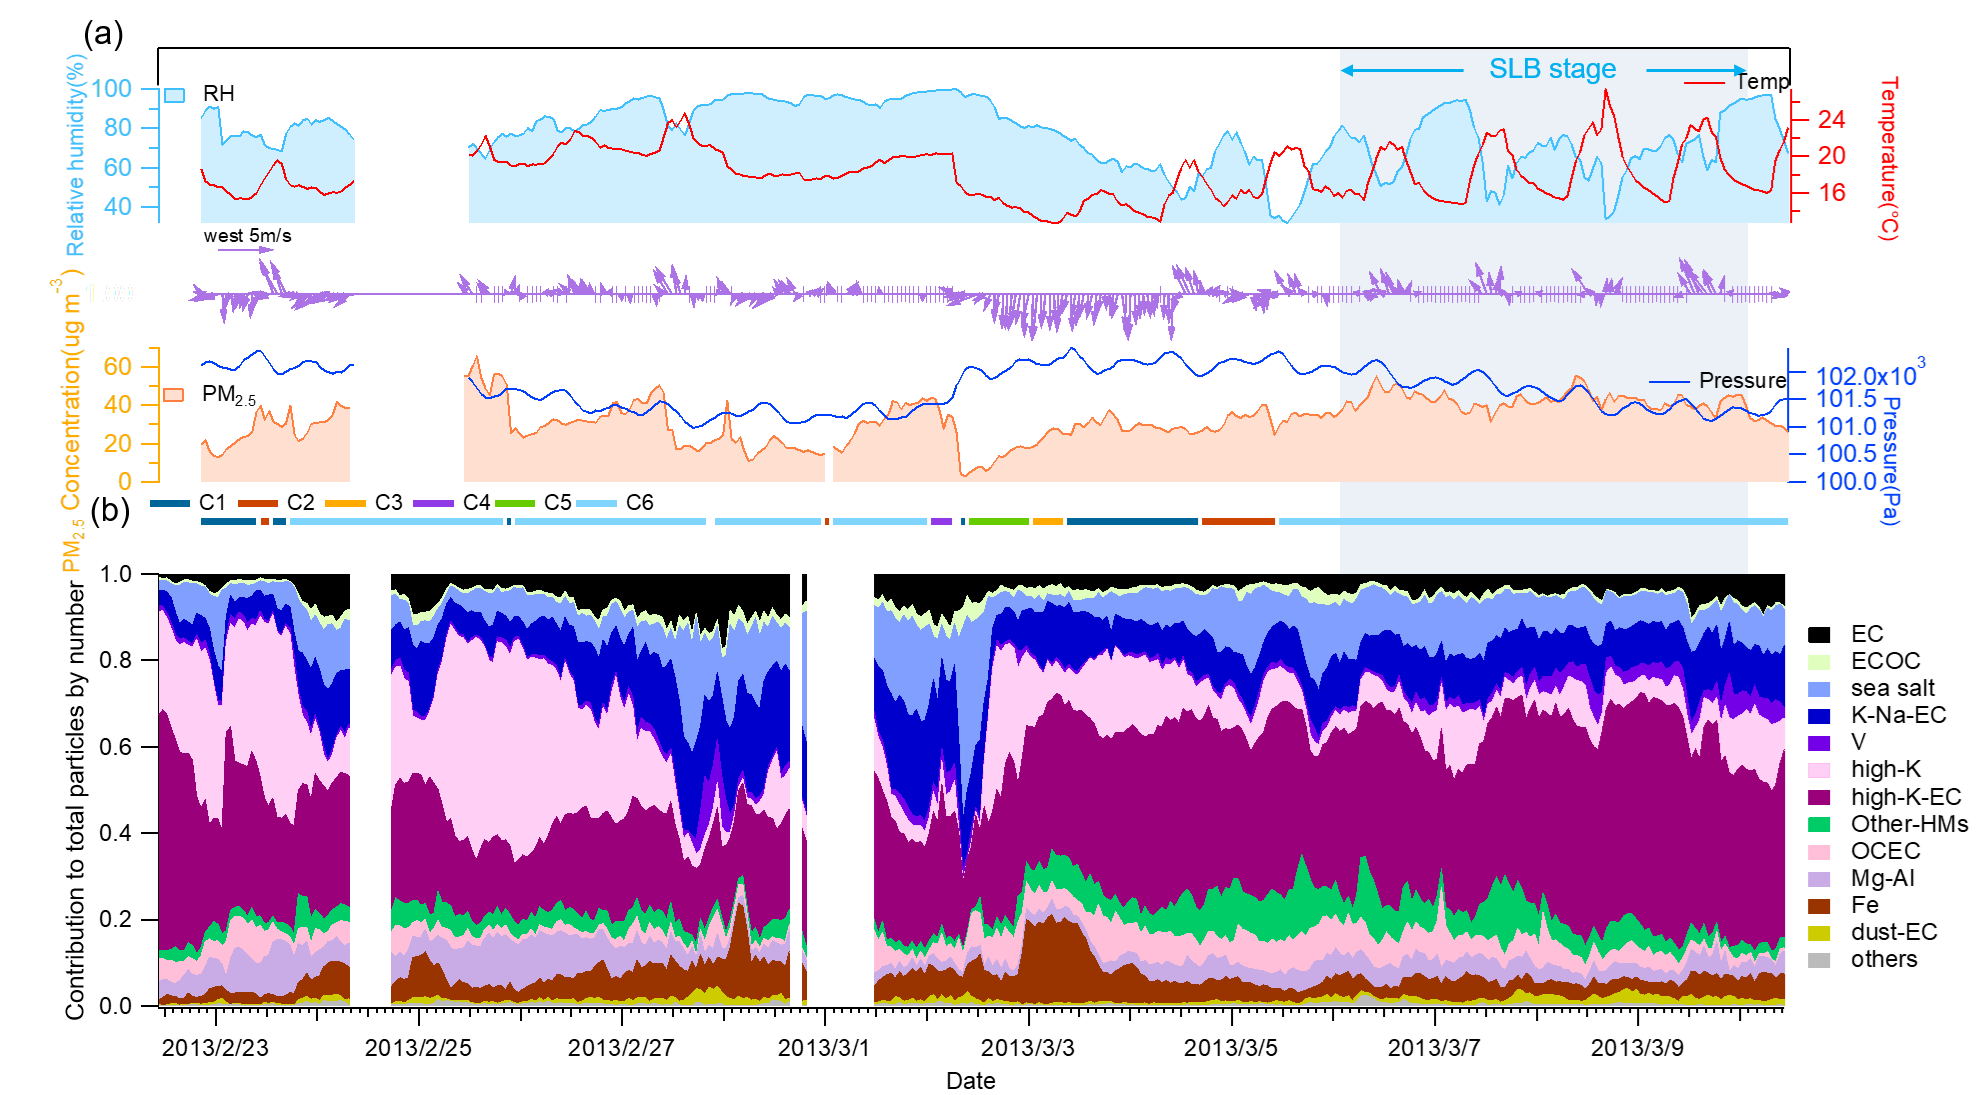 (a)
SLB stage
Relative humidity(%)
100
80
60
40
RH
Temp
Temperature(°C)
24
20
16
west 5m/s
PM2.5 Concentration(ug m-3)
60
40
20
0
PM2.5
Pressure
102.0x10³
101.5
101.0
100.5
100.0
Pressure(Pa)
(b)
C1 C2 C3 C4 C5 C6
Contribution to total particles by number
1.0
0.8
0.6
0.4
0.2
0.0
EC
ECOC
sea salt
K-Na-EC
V
high-K
high-K-EC
Other-HMs
OCEC
Mg-Al
Fe
dust-EC
others
2013/2/23 2013/2/25 2013/2/27 2013/3/1 2013/3/3 2013/3/5 2013/3/7 2013/3/9
Date